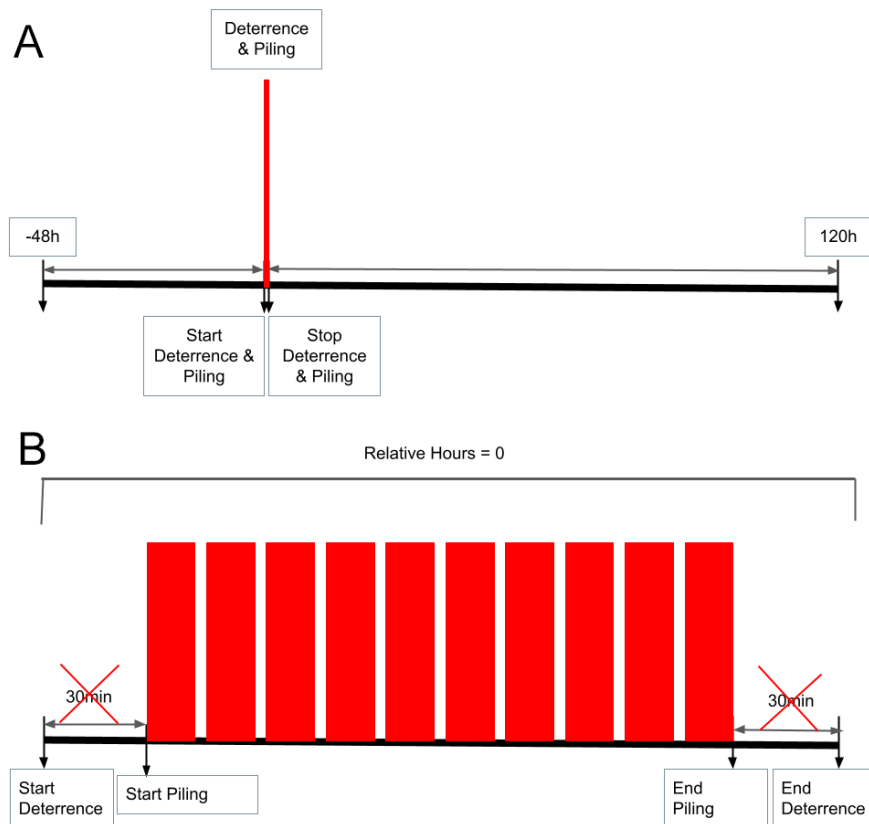 A
Deterrence
& Piling
-48h
120h
Start
Deterrence &
Piling
Stop
Deterrence
& Piling
B
Relative Hours = 0
30min
30min
Start
Deterrence
Start Piling
End
Piling
End
Deterrence